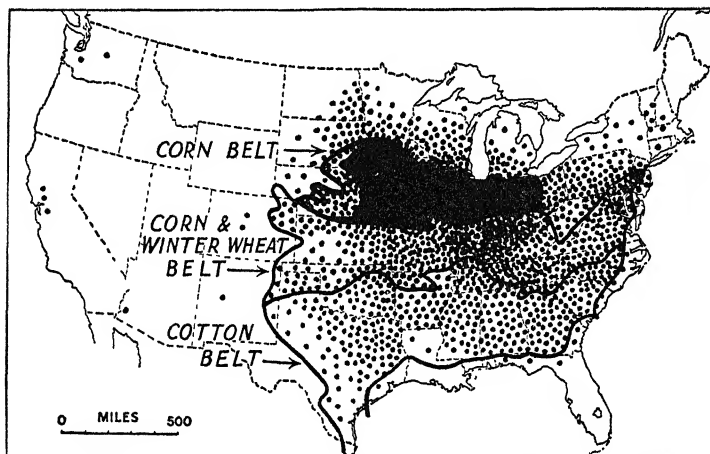 CORN BELT
CORN &
WINTER WHEAT
BELT
COTTON
BELT
0 MILES 500